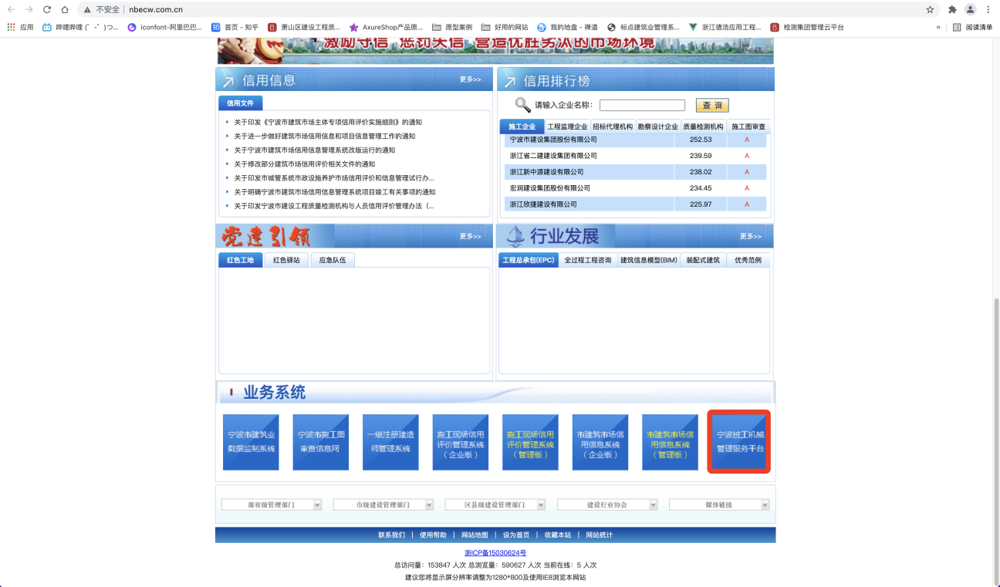 不安全 nbecw.com.cn
应用 哔哩哔哩 (゜-゜)つ... iconfont-阿里巴巴... 首页 - 知乎 萧山区建设工程质... AxureShop产品原... 原型案例 好用的网站 我的地盘 - 禅道 标点建筑业管理系... 浙江德浩应用工程... 检测集团管理云平台 » 阅读清单
激励守信 惩罚失信 营造优胜劣汰的市场环境
信用信息 更多>>
信用文件
关于印发《宁波市建筑市场主体专项信用评价实施细则》的通知
关于进一步做好建筑市场信用信息和项目信息管理工作的通知
关于宁波市建筑市场信用信息管理系统改版运行的通知
关于修改部分建筑市场信用评价相关文件的通知
关于印发市城管系统市政设施养护市场信用评价和信息管理试行办...
关于明确宁波市建筑市场信用信息管理系统项目竣工有关事项的通知
关于印发宁波市建设工程质量检测机构与人员信用评价管理办法（...
信用排行榜
请输入企业名称： 查 询
施工企业 工程监理企业 招标代理机构 勘察设计企业 质量检测机构 施工图审查
宁波市建设集团股份有限公司 252.53 A
浙江省二建建设集团有限公司 239.59 A
浙江新中源建设有限公司 238.02 A
宏润建设集团股份有限公司 234.45 A
浙江欣捷建设有限公司 225.97 A
党建引领 更多>>
红色工地 红色驿站 应急队伍
行业发展 更多>>
工程总承包(EPC) 全过程工程咨询 建筑信息模型(BIM) 装配式建筑 优秀范例
业务系统
宁波市建筑业
数据监制系统
宁波市施工图
审查信息网
一级注册建造
师管理系统
施工现场信用
评价管理系统
（企业版）
施工现场信用
评价管理系统
（管理版）
市建筑市场信
用信息系统
（企业版）
市建筑市场信
用信息系统
（管理版）
宁波桩工机械
管理服务平台
部省级管理部门 市级建设管理部门 区县级建设管理部门 建设行业协会 媒体链接
联系我们 | 使用帮助 | 网站地图 | 设为首页 | 收藏本站 | 网站统计
浙ICP备15030624号
总访问量： 153847 人次 总浏览量： 590627 人次 当前在线： 5 人次
建议您将显示屏分辨率调整为1280*800及使用IE8浏览本网站